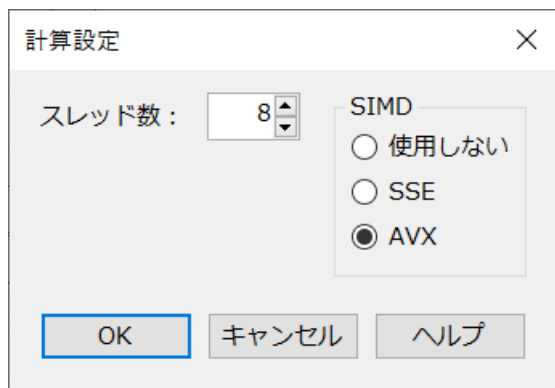 計算設定
スレッド数： 8
SIMD
使用しない
SSE
AVX
OK キャンセル ヘルプ